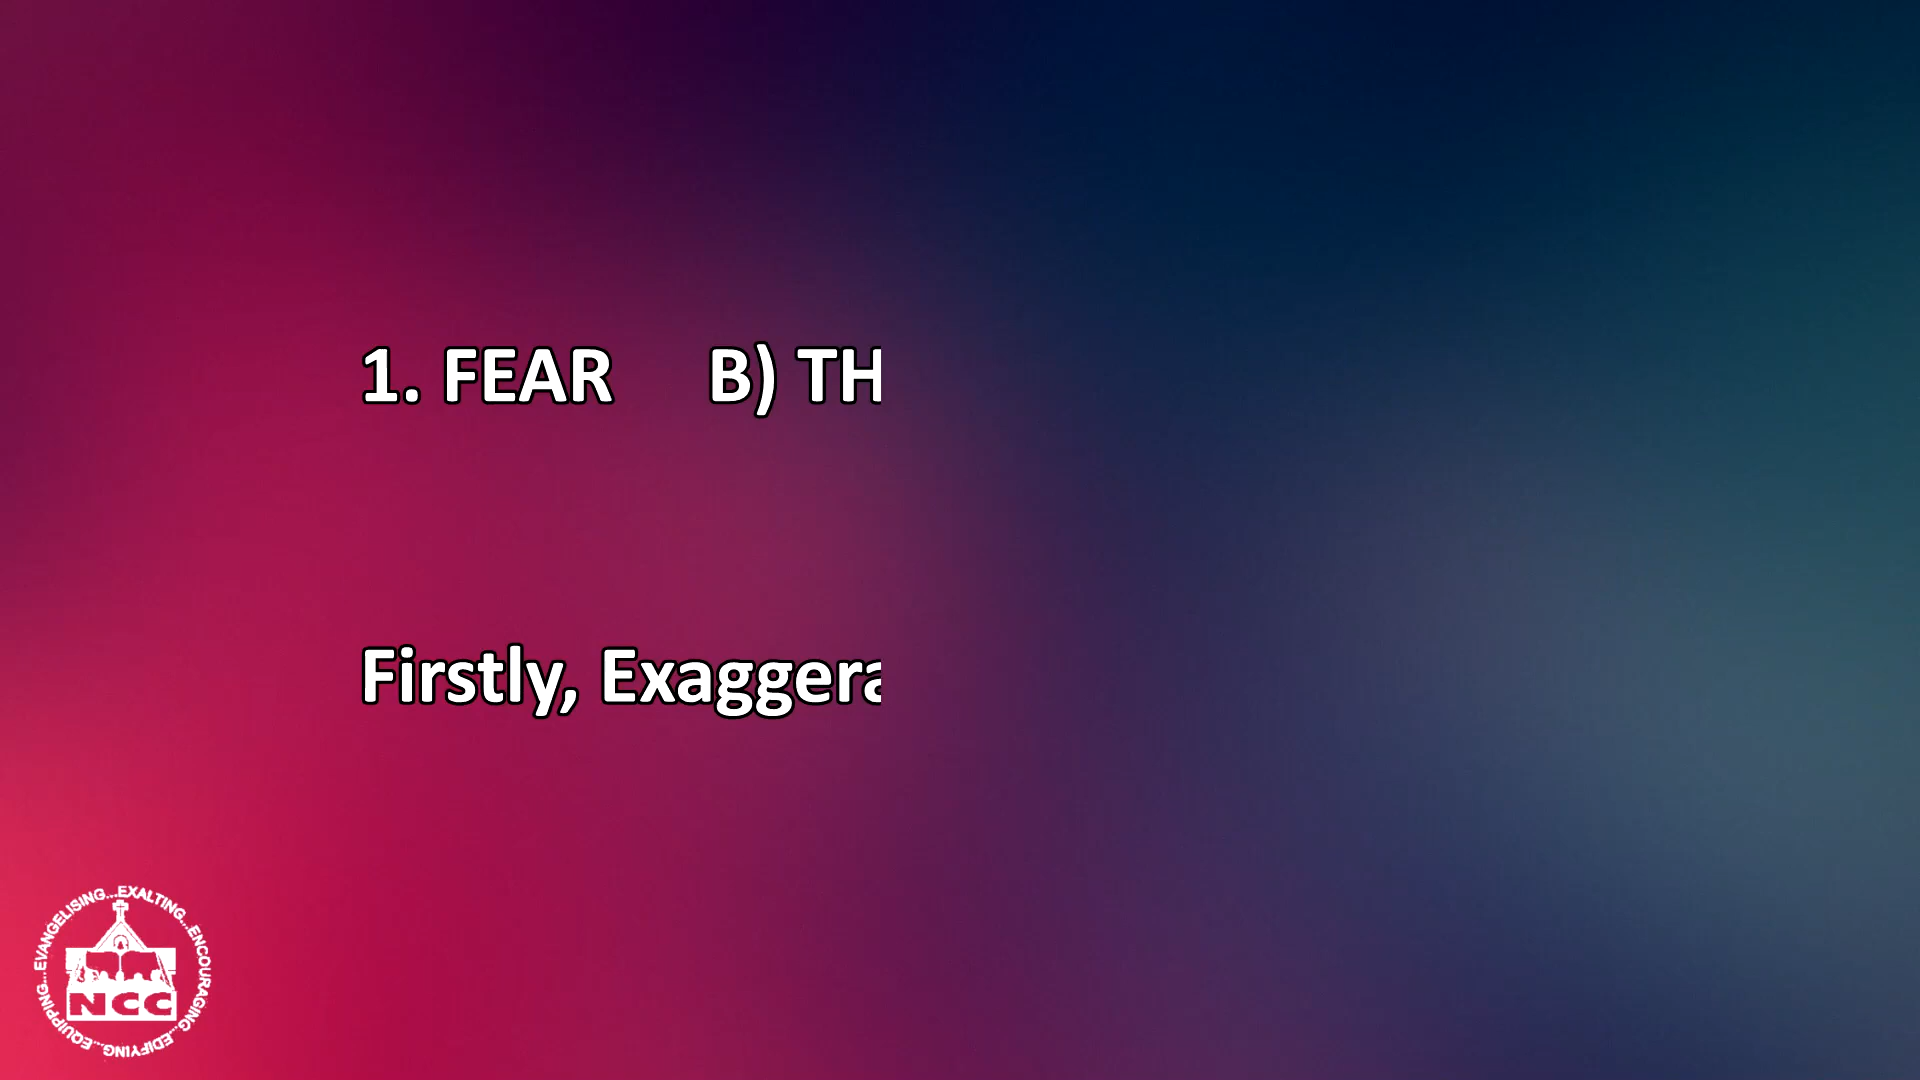 1. FEAR B) TH
Firstly, Exaggera
EVANGELISING...EXALTING...ENCOURAGING...EDIFYING...EQUIPPING...
NCC